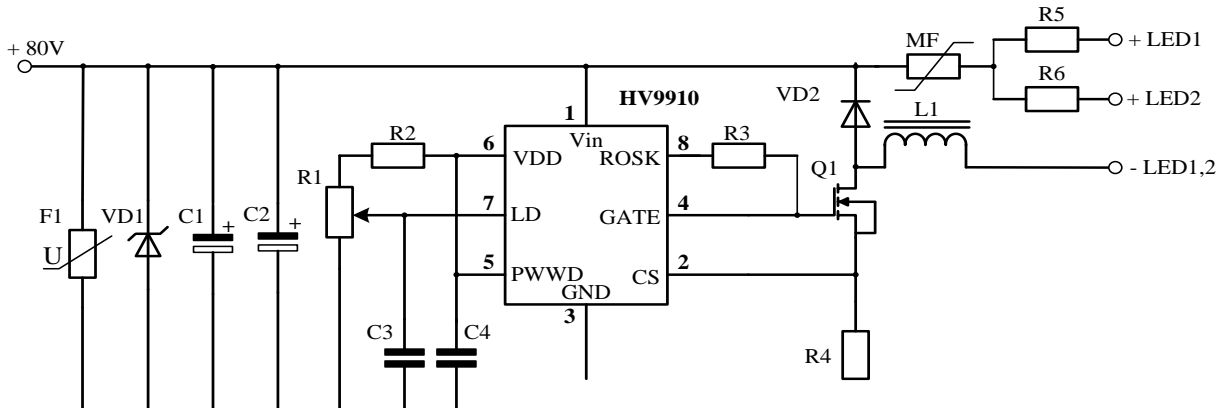 R5
MF
+ LED1
+ 80V
R6
HV9910
VD2
+ LED2
1
L1
Vin
R2
6
8
R3
VDD
ROSK
Q1
- LED1,2
R1
7
4
F1
VD1
C1
+
C2
+
LD
GATE
U
5
2
PWWD
CS
GND
3
C3
C4
R4